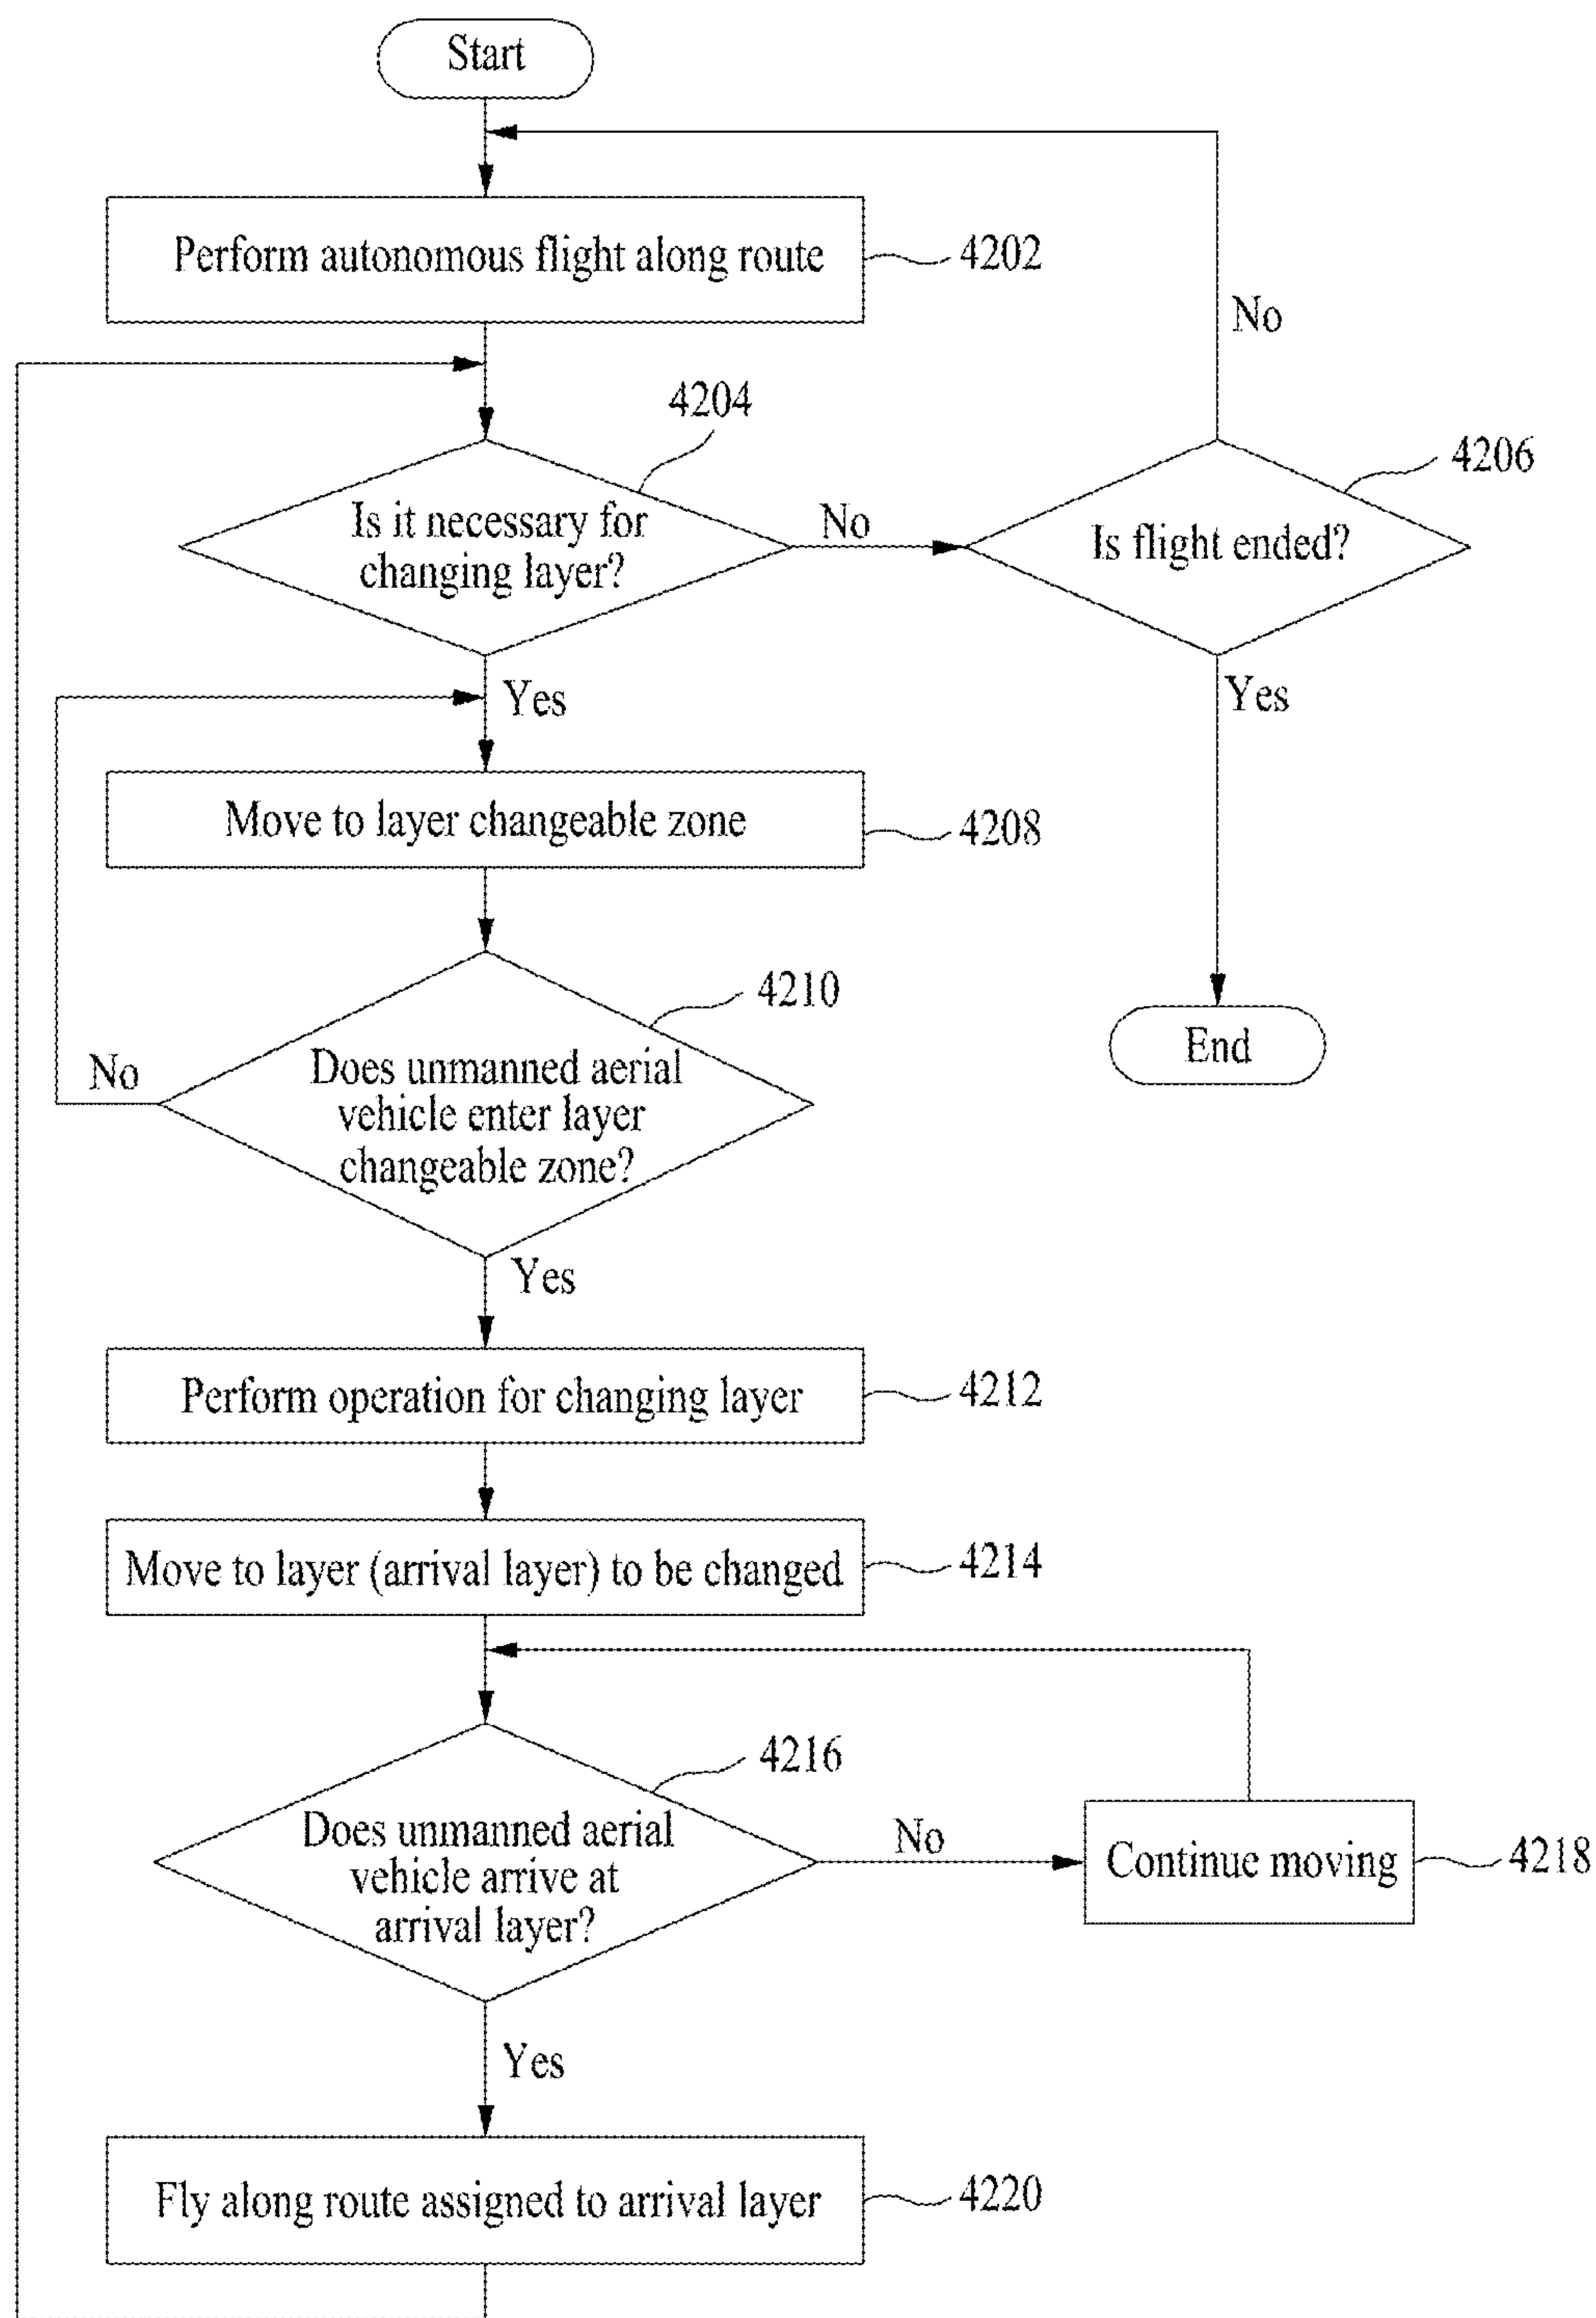 Start
Perform autonomous flight along route
4202
No
4204
Is it necessary for
changing layer?
No
4206
Is flight ended?
Yes
Yes
Move to layer changeable zone
4208
4210
Does unmanned aerial
vehicle enter layer
changeable zone?
No
End
Yes
Perform operation for changing layer
4212
Move to layer (arrival layer) to be changed
4214
4216
Does unmanned aerial
vehicle arrive at
arrival layer?
No
Continue moving
4218
Yes
Fly along route assigned to arrival layer
4220